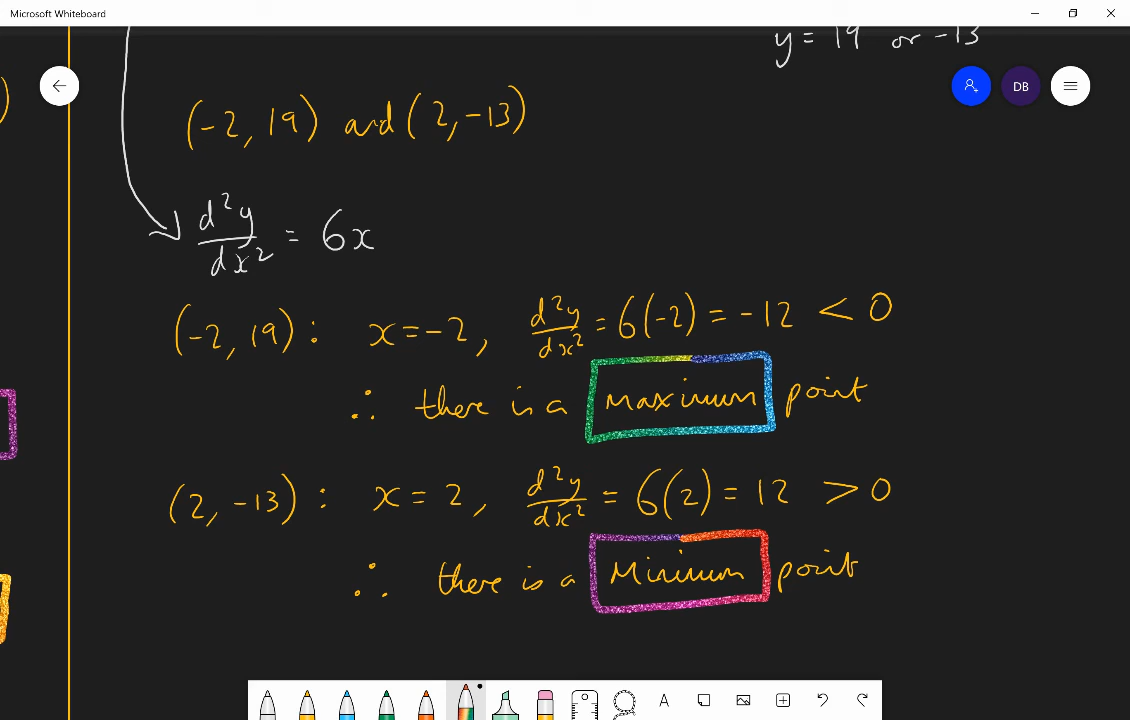 Microsoft Whiteboard
y = 19 or -13
(-2, 19) and (2, -13)
DB
d²y/dx² = 6x
(-2, 19) : x = -2, d²y/dx² = 6(-2) = -12 < 0
∴ there is a maximum point
(2, -13) : x = 2, d²y/dx² = 6(2) = 12 > 0
∴ there is a Minimum point
A